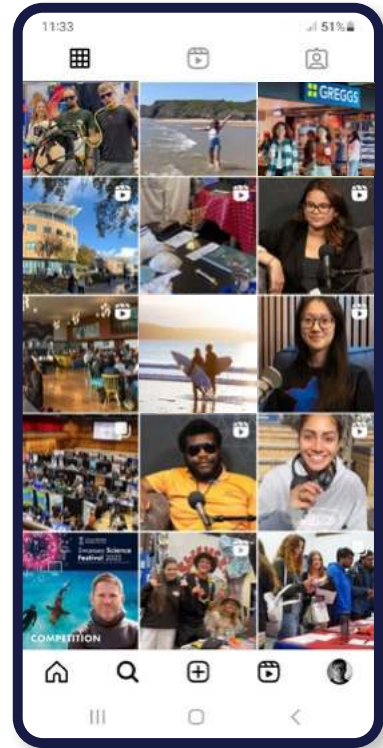 11:33
51%
GREGGS
Swansea Science
Festival 2023
COMPETITION